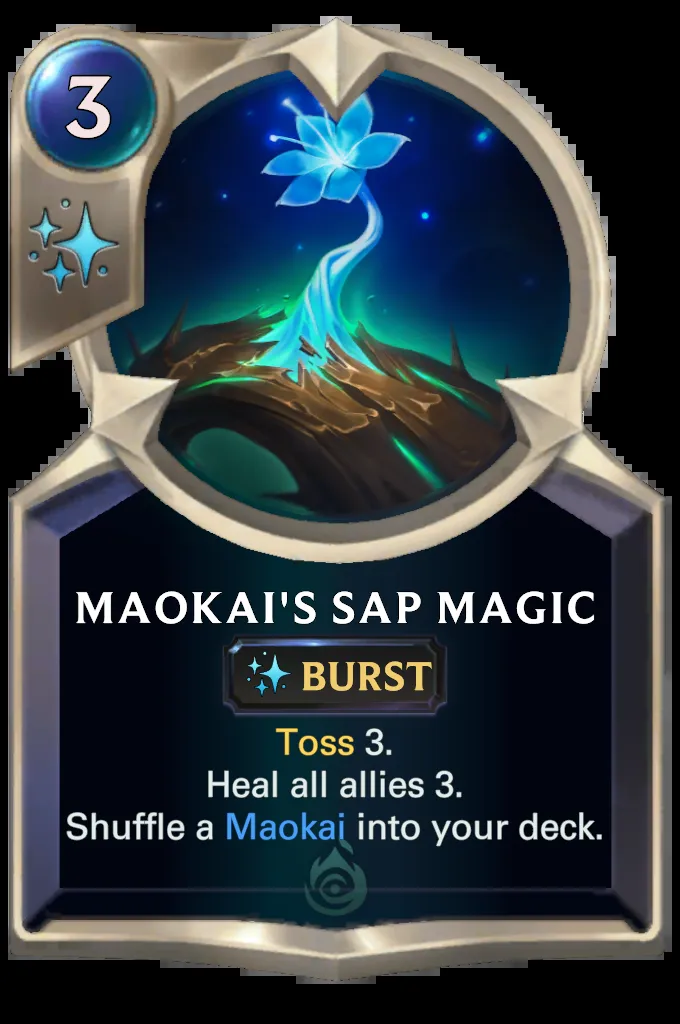 3
MAOKAI'S SAP MAGIC
BURST
Toss 3.
Heal all allies 3.
Shuffle a Maokai into your deck.